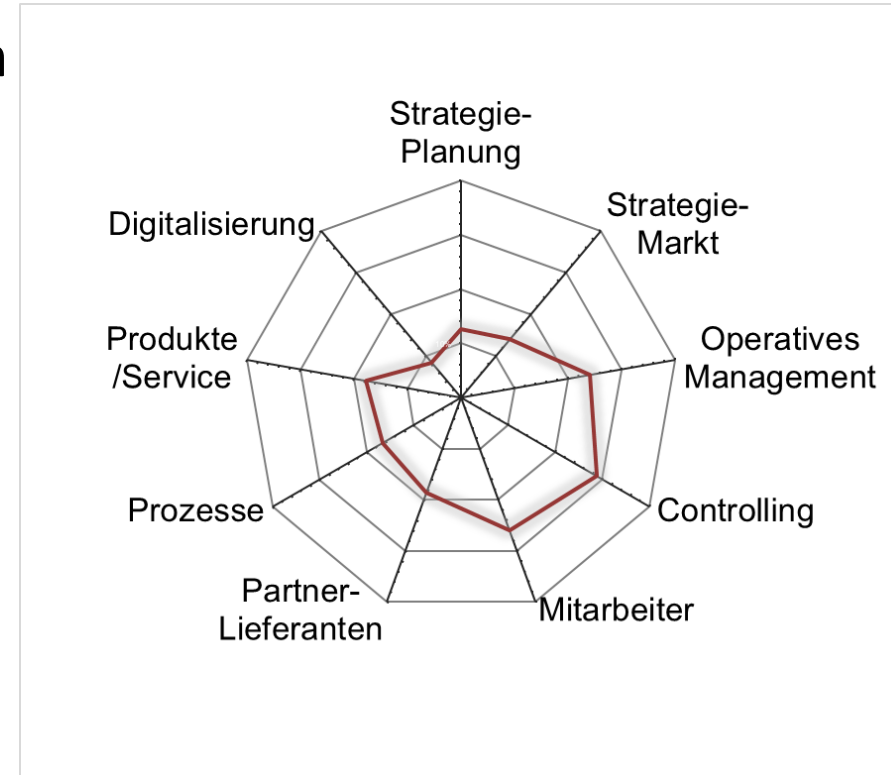 n
Strategie-
Planung
Strategie-
Markt
Operatives
Management
Controlling
Mitarbeiter
Partner-
Lieferanten
Prozesse
Produkte
/Service
Digitalisierung